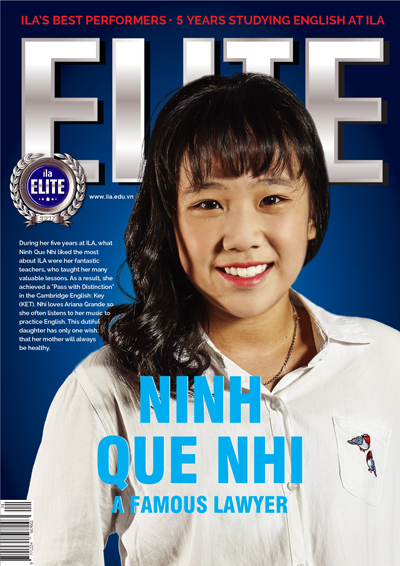 ILA'S BEST PERFORMERS • 5 YEARS STUDYING ENGLISH AT ILA
ELITE
ila
ELITE
www.ila.edu.vn
During her five years at ILA, what
Ninh Que Nhi liked the most
about ILA were her fantastic
teachers, who taught her many
valuable lessons. As a result, she
achieved a "Pass with Distinction"
in the Cambridge English: Key
(KET). Nhi loves Ariana Grande so
she often listens to her music to
practice English. This dutiful
daughter has only one wish,
that her mother will always
be healthy.
NINH
QUE NHI
A FAMOUS LAWYER